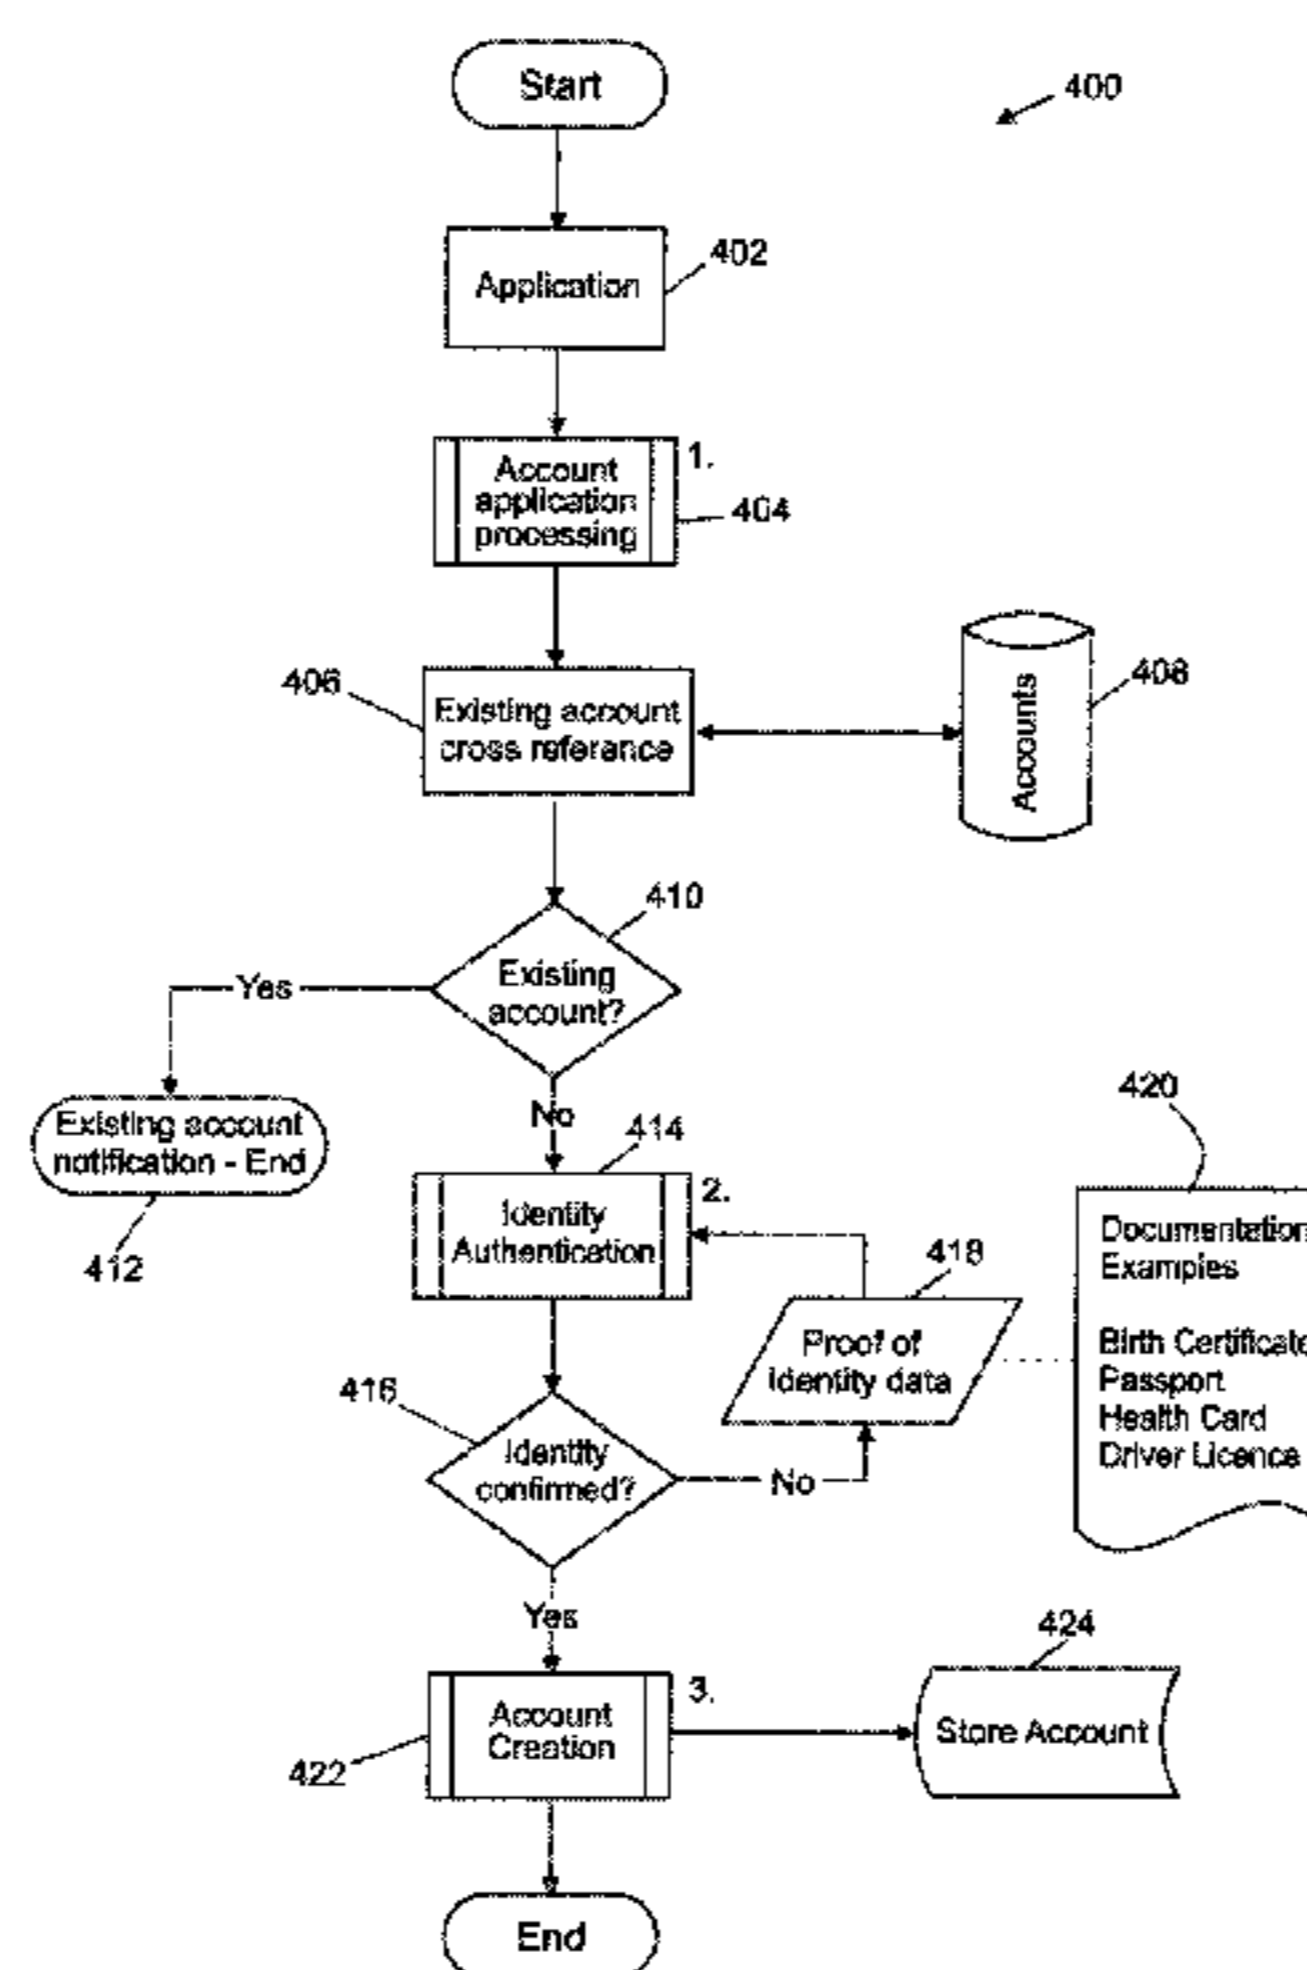 Start
400
Application
402
Account
application
processing
1.
404
406
Existing account
cross referance
Accounts
408
410
Existing
account?
Yes
No
Existing account
notification - End
412
414
Identity
Authentication
2.
420
Documentation
Examples
Birth Certificate
Passport
Health Card
Driver Licence
418
Proof of
identity data
416
Identity
confirmed?
No
Yes
Account
Creation
3.
422
424
Store Account
End